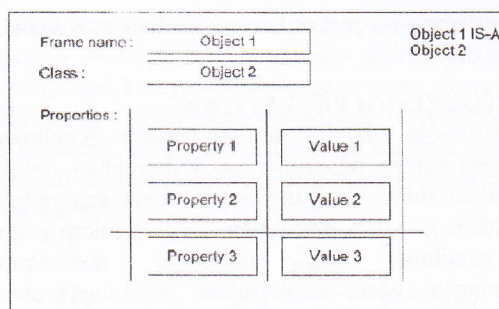 Frame name : Object 1
Class : Object 2
Properties :
Property 1 Value 1
Property 2 Value 2
Property 3 Value 3
Object 1 IS-A
Object 2